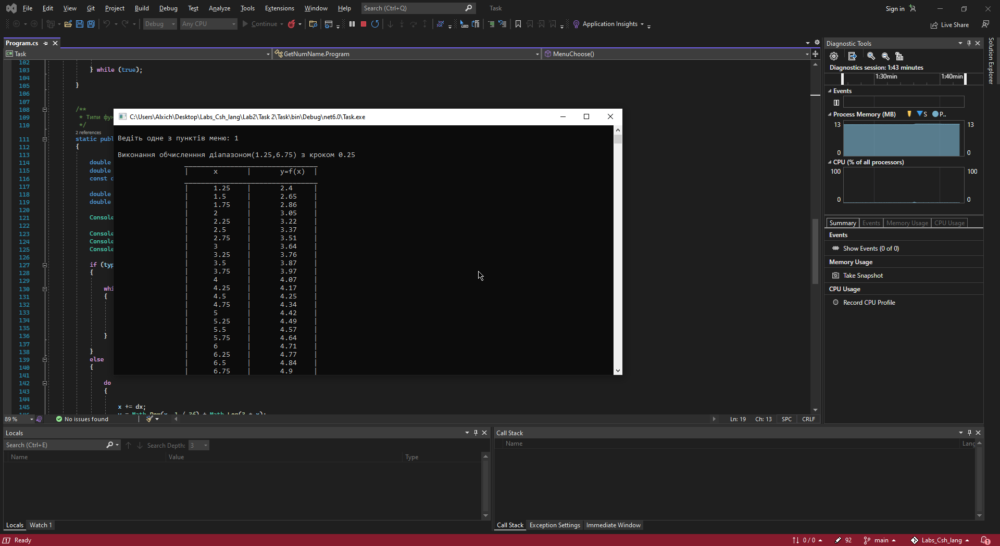 File Edit View Git Project Build Debug Test Analyze Tools Extensions Window Help Search (Ctrl+Q) Task Sign in
Debug Any CPU Continue Application Insights Live Share
Program.cs
Task GetNumName.Program MenuChoose()
102
103 } while (true);
104
105 }
106
107
108 /**
109 * Типи
110 */
2 references
111 static
112 {
113
114 double
115 double
116 const
117
118 double
119 double
120
121 Console
122
123 Console
124 Console
125 Console
126
127 if
128 {
129
130
131 {
132
133
134
135
136 }
137
138 }
139 else
140 {
141
142 do
143 {
144
145 x += dx;
C:\Users\Alxich\Desktop\Labs_Csh_lang\Lab2\Task 2\Task\bin\Debug\net6.0\Task.exe
Ведіть одне з пунктів меню: 1
Виконання обчисленння діапазоном(1.25,6.75) з кроком 0.25
| x | y=f(x) |
| 1.25 | 2.4 |
| 1.5 | 2.65 |
| 1.75 | 2.86 |
| 2 | 3.05 |
| 2.25 | 3.22 |
| 2.5 | 3.37 |
| 2.75 | 3.51 |
| 3 | 3.64 |
| 3.25 | 3.76 |
| 3.5 | 3.87 |
| 3.75 | 3.97 |
| 4 | 4.07 |
| 4.25 | 4.17 |
| 4.5 | 4.25 |
| 4.75 | 4.34 |
| 5 | 4.42 |
| 5.25 | 4.49 |
| 5.5 | 4.57 |
| 5.75 | 4.64 |
| 6 | 4.71 |
| 6.25 | 4.77 |
| 6.5 | 4.84 |
| 6.75 | 4.9 |
89 % No issues found Ln: 19 Ch: 13 SPC CRLF
Diagnostic Tools
Diagnostics session: 1:43 minutes
1:30min 1:40min
Events
Process Memory (MB) S P..
13 13
0 0
CPU (% of all processors)
100 100
0 0
Summary Events Memory Usage CPU Usage
Events
Show Events (0 of 0)
Memory Usage
Take Snapshot
CPU Usage
Record CPU Profile
Solution Explorer
Locals
Search (Ctrl+E) Search Depth: 3
Name Value Type
Locals Watch 1
Call Stack
Name Lang
Call Stack Exception Settings Immediate Window
Ready 0 / 0 92 main Labs_Csh_lang 1